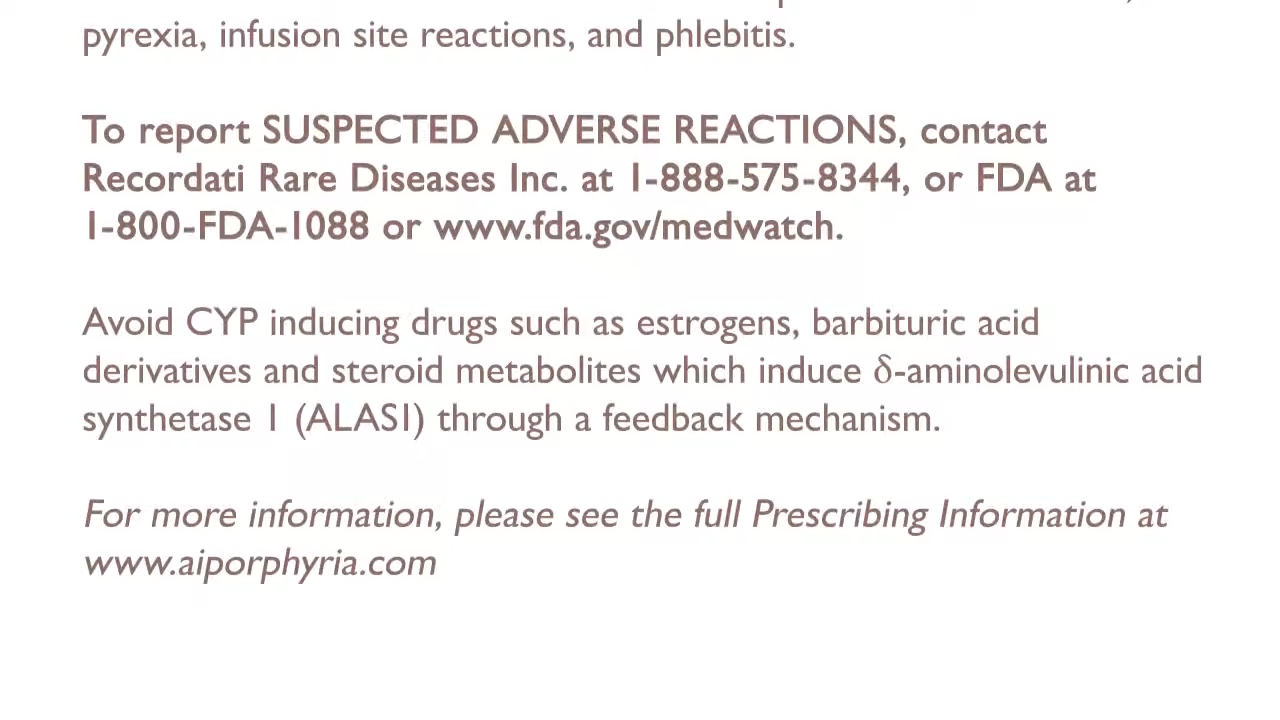 pyrexia, infusion site reactions, and phlebitis.
To report SUSPECTED ADVERSE REACTIONS, contact
Recordati Rare Diseases Inc. at 1-888-575-8344, or FDA at
1-800-FDA-1088 or www.fda.gov/medwatch.
Avoid CYP inducing drugs such as estrogens, barbituric acid
derivatives and steroid metabolites which induce δ-aminolevulinic acid
synthetase 1 (ALAS1) through a feedback mechanism.
For more information, please see the full Prescribing Information at
www.aiporphyria.com